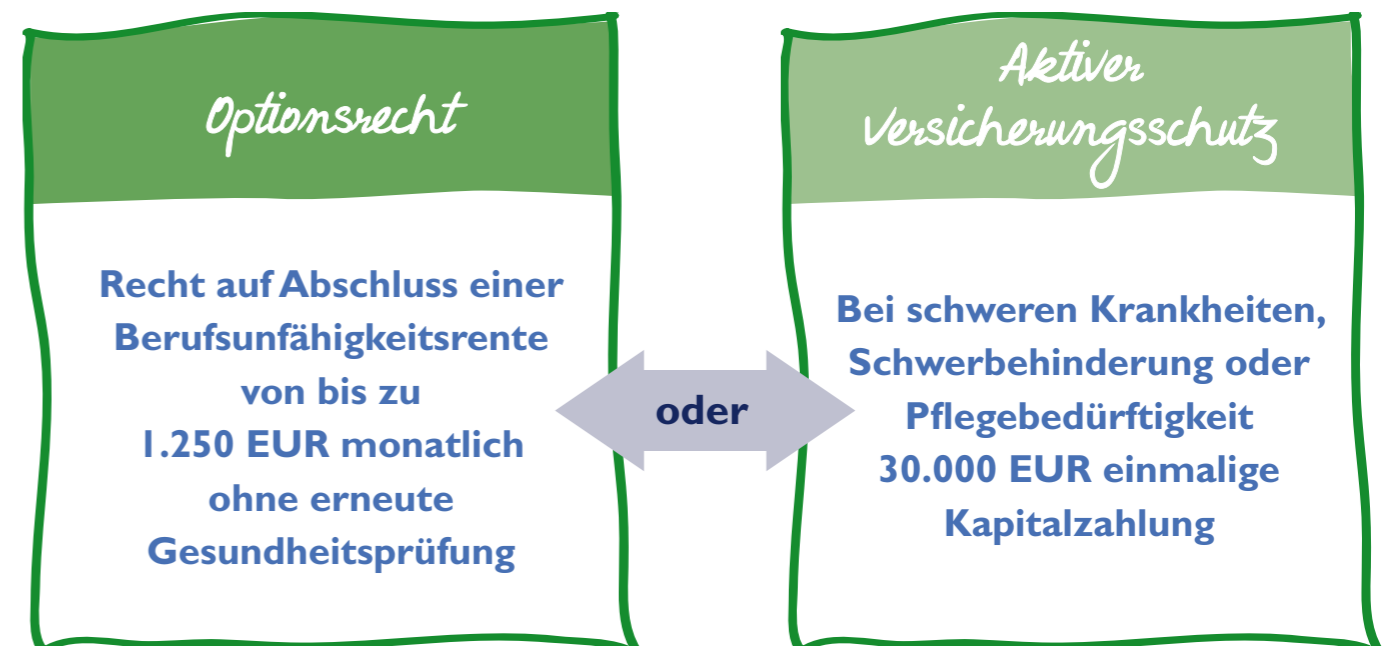 Optionsrecht
Recht auf Abschluss einer
Berufsunfähigkeitsrente
von bis zu
1.250 EUR monatlich
ohne erneute
Gesundheitsprüfung
oder
Aktiver
Versicherungsschutz
Bei schweren Krankheiten,
Schwerbehinderung oder
Pflegebedürftigkeit
30.000 EUR einmalige
Kapitalzahlung